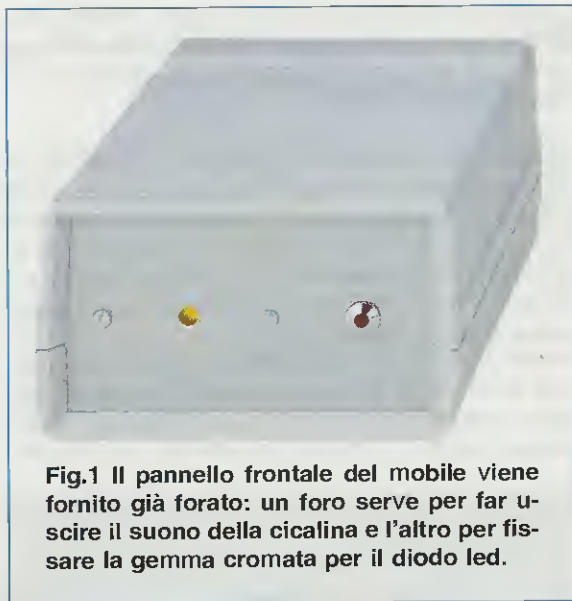 Fig.1 Il pannello frontale del mobile viene
fornito già forato: un foro serve per far u-
scire il suono della cicalina e l'altro per fis-
sare la gemma cromata per il diodo led.